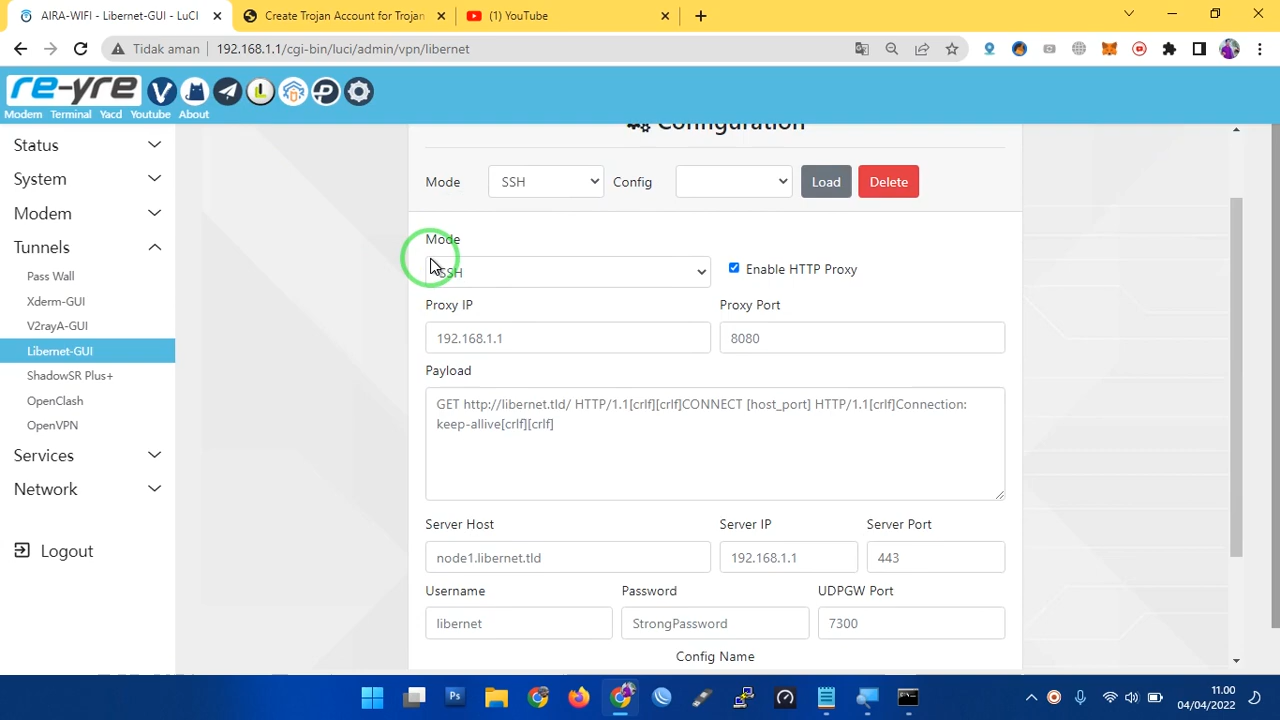 AIRA-WIFI - Libernet-GUI - LuCI
Create Trojan Account for Trojan
(1) YouTube
Tidak aman
192.168.1.1/cgi-bin/luci/admin/vpn/libernet
re-yre
Modem Terminal Yacd Youtube About
Status
System
Modem
Tunnels
Pass Wall
Xderm-GUI
V2rayA-GUI
Libernet-GUI
ShadowSR Plus+
OpenClash
OpenVPN
Services
Network
Logout
Configuration
Mode SSH Config Load Delete
Mode
SSH
Enable HTTP Proxy
Proxy IP Proxy Port
192.168.1.1 8080
Payload
GET http://libernet.tld/ HTTP/1.1[crlf][crlf]CONNECT [host_port] HTTP/1.1[crlf]Connection:
keep-allive[crlf][crlf]
Server Host Server IP Server Port
node1.libernet.tld 192.168.1.1 443
Username Password UDPGW Port
libernet StrongPassword 7300
Config Name
Ps
11.00
04/04/2022